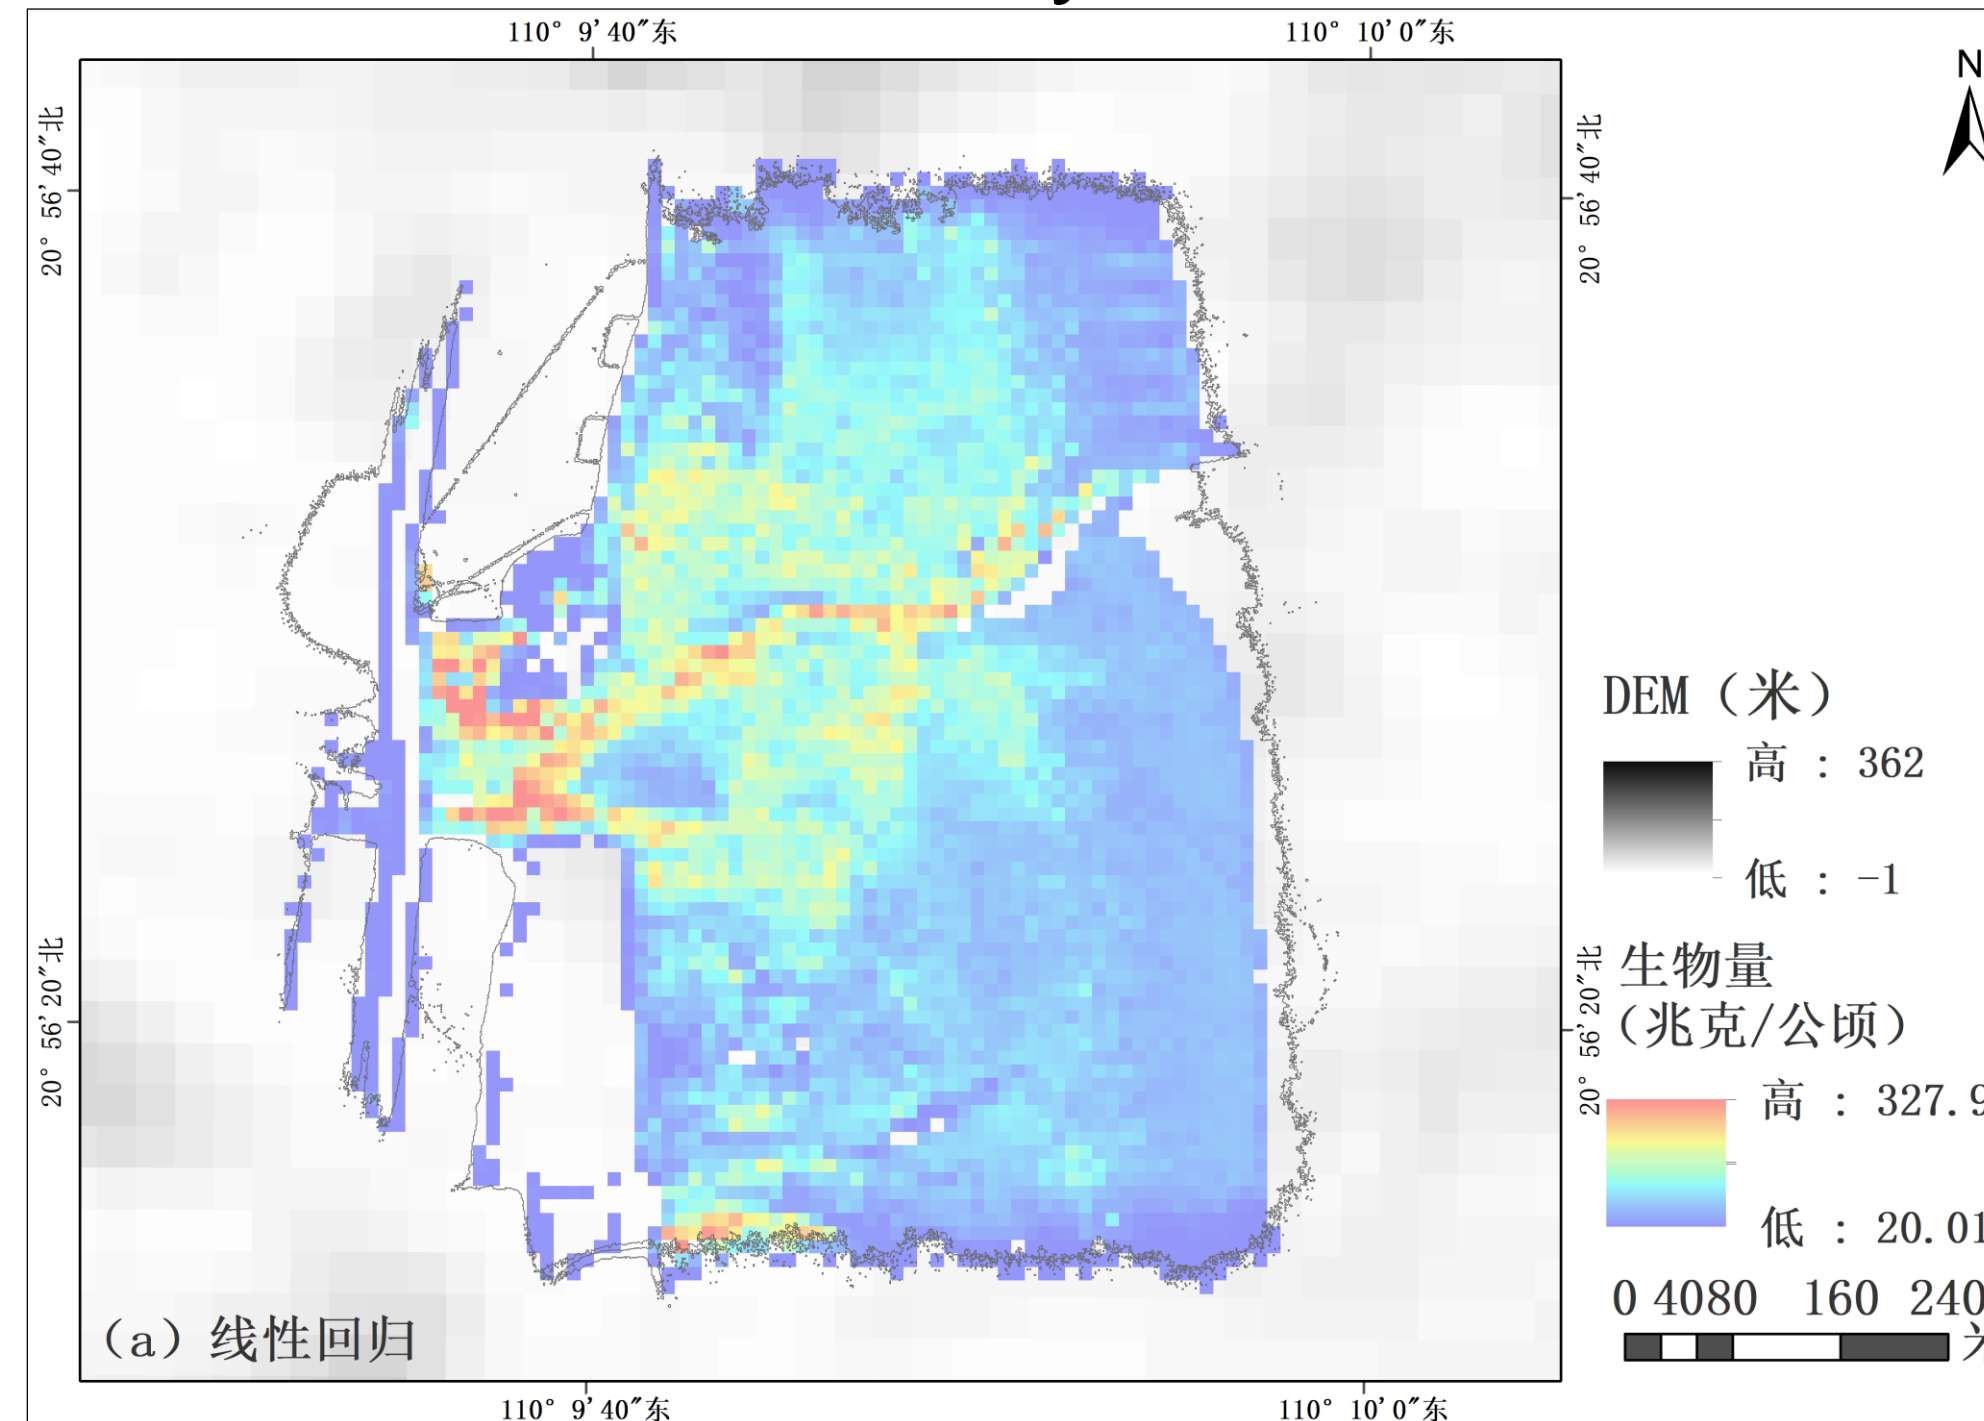 110° 9′40″东
110° 10′0″东
N
20° 56′40″北
20° 56′40″北
DEM（米）
高 : 362
低 : -1
生物量
（兆克/公顷）
高 : 327.9
低 : 20.01
20° 56′20″北
20° 56′20″北
0 40 80 160 240
（a）线性回归
110° 9′40″东
110° 10′0″东